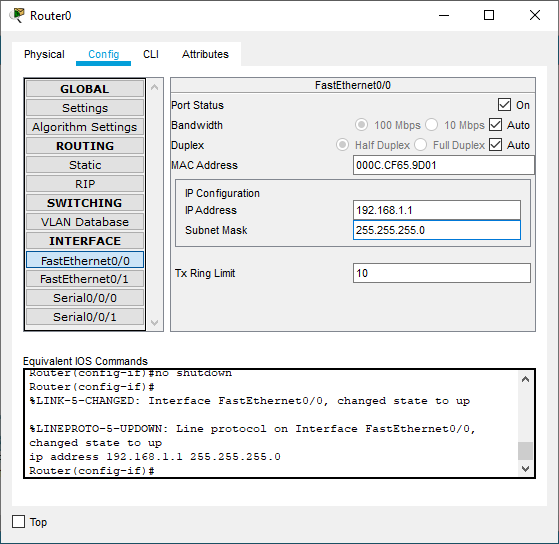 Router0
Physical Config CLI Attributes
GLOBAL
Settings
Algorithm Settings
ROUTING
Static
RIP
SWITCHING
VLAN Database
INTERFACE
FastEthernet0/0
FastEthernet0/1
Serial0/0/0
Serial0/0/1
FastEthernet0/0
Port Status On
Bandwidth 100 Mbps 10 Mbps Auto
Duplex Half Duplex Full Duplex Auto
MAC Address 000C.CF65.9D01
IP Configuration
IP Address 192.168.1.1
Subnet Mask 255.255.255.0
Tx Ring Limit 10
Equivalent IOS Commands
Router(config-if)#no shutdown
Router(config-if)#
%LINK-5-CHANGED: Interface FastEthernet0/0, changed state to up
%LINEPROTO-5-UPDOWN: Line protocol on Interface FastEthernet0/0,
changed state to up
ip address 192.168.1.1 255.255.255.0
Router(config-if)#
Top